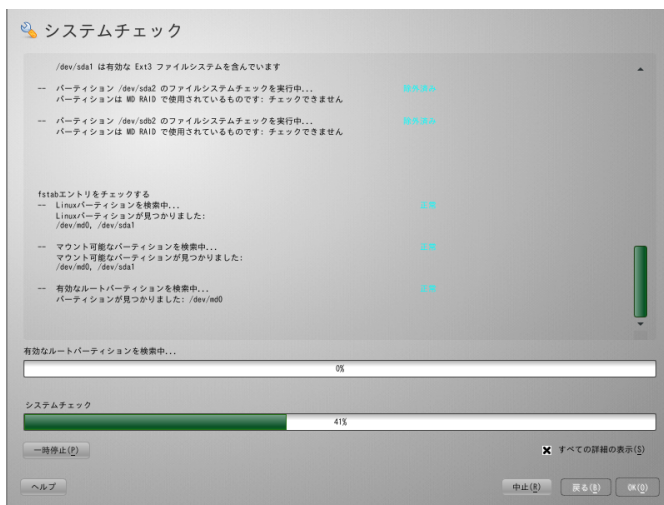 システムチェック
/dev/sda1 は有効な Ext3 ファイルシステムを含んでいます
-- パーティション /dev/sda2 のファイルシステムチェックを実行中...
パーティションは MD RAID で使用されているものです: チェックできません
-- パーティション /dev/sdb2 のファイルシステムチェックを実行中...
パーティションは MD RAID で使用されているものです: チェックできません
fstabエントリをチェックする
-- Linuxパーティションを検索中...
Linuxパーティションが見つかりました:
/dev/md0, /dev/sda1
-- マウント可能なパーティションを検索中...
マウント可能なパーティションが見つかりました:
/dev/md0, /dev/sda1
-- 有効なルートパーティションを検索中...
パーティションが見つかりました: /dev/md0
有効なルートパーティションを検索中...
0%
システムチェック
41%
一時停止(P)
すべての詳細の表示(S)
ヘルプ
中止(R)
戻る(B)
OK(O)